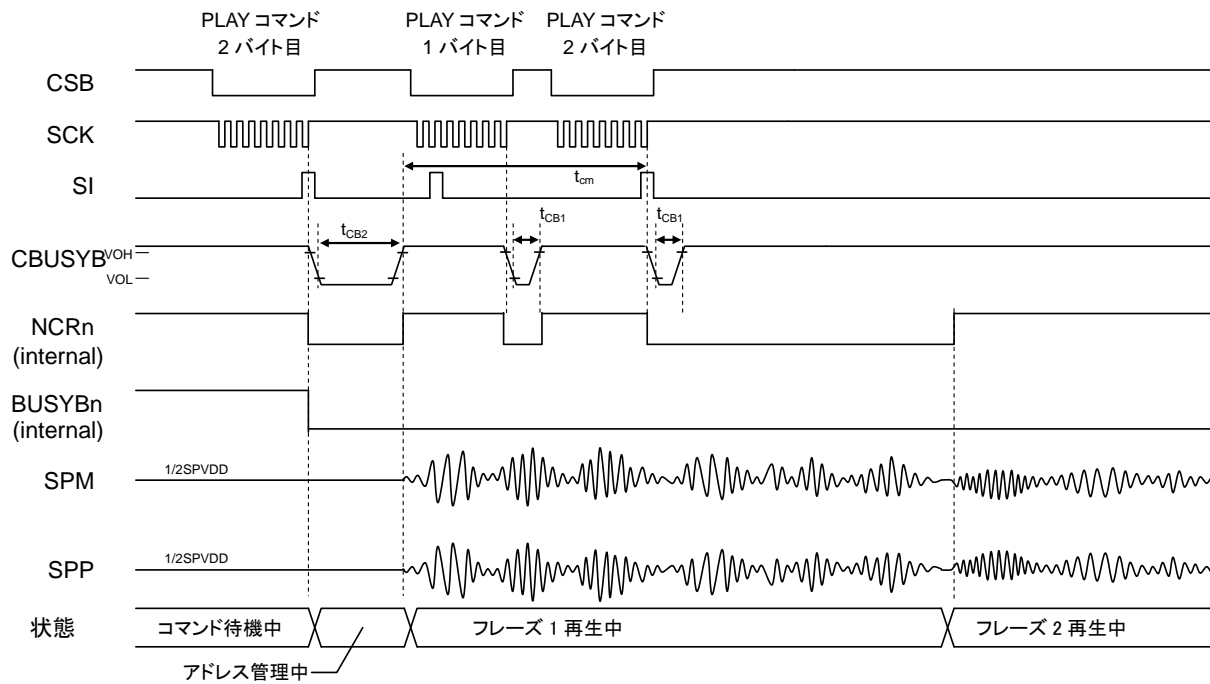 PLAY コマンド
2 バイト目
PLAY コマンド
1 バイト目
PLAY コマンド
2 バイト目
CSB
SCK
SI
tcm
tCB2
tCB1
tCB1
CBUSYB
VOH
VOL
NCRn
(internal)
BUSYBn
(internal)
SPM
1/2SPVDD
SPP
1/2SPVDD
状態
コマンド待機中
フレーズ 1 再生中
フレーズ 2 再生中
アドレス管理中